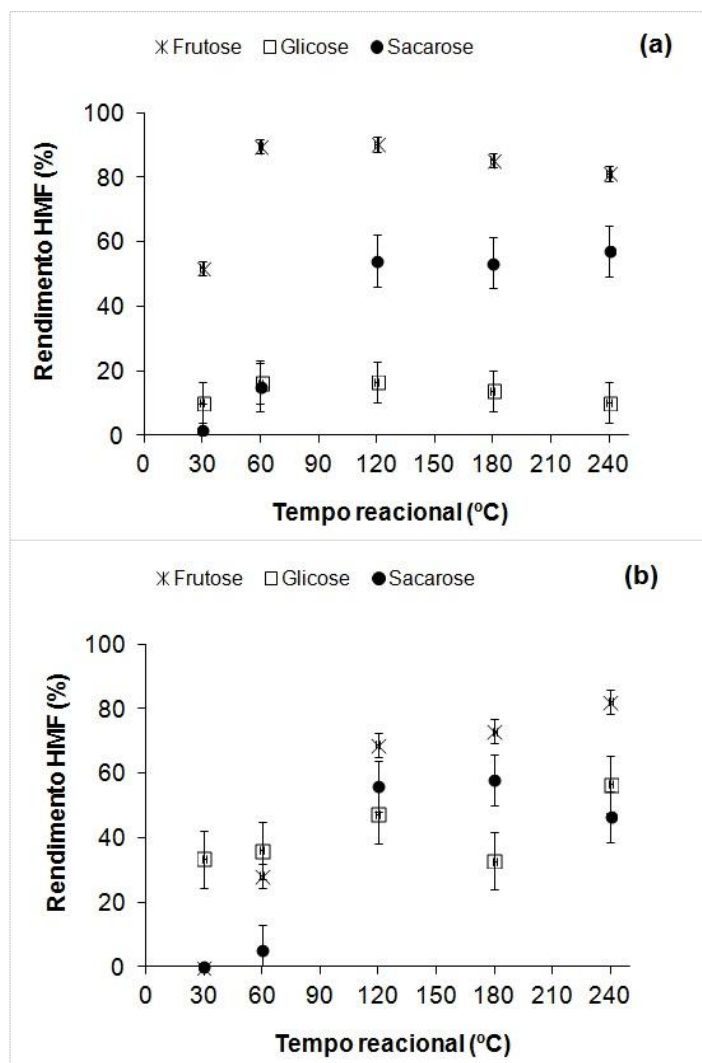 Frutose Glicose Sacarose (a)
100
80
60
40
20
0
Rendimento HMF (%)
0 30 60 90 120 150 180 210 240
Tempo reacional (ºC)
Frutose Glicose Sacarose (b)
100
80
60
40
20
0
Rendimento HMF (%)
0 30 60 90 120 150 180 210 240
Tempo reacional (ºC)